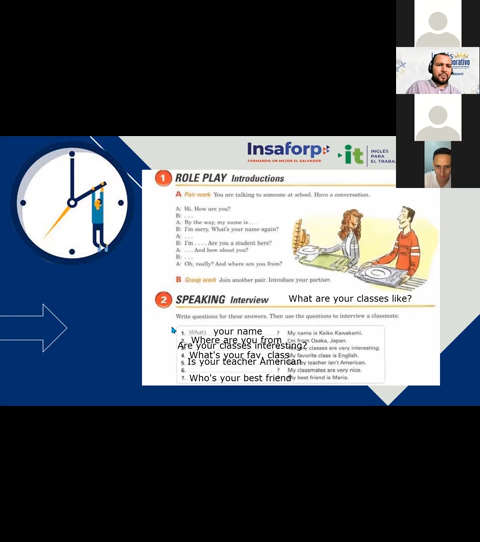 Insaforp
FORMANDO UN MEJOR EL SALVADOR
it
INGLÉS
PARA
EL TRABAJO
1 ROLE PLAY Introductions
A Pair work You are talking to someone at school. Have a conversation.
A: Hi. How are you?
B: . . .
A: By the way, my name is . . .
B: I'm sorry. What's your name again?
A: . . .
B: I'm . . . . Are you a student here?
A: . . . And how about you?
B: . . .
A: Oh, really? And where are you from?
B Group work Join another pair. Introduce your partner.
2 SPEAKING Interview
What are your classes like?
Write questions for these answers. Then use the questions to interview a classmate.
1. What's your name ? My name is Keiko Kawakami.
2. Where are you from I'm from Osaka, Japan.
Are your classes interesting? classes are very interesting.
4. What's your fav. class My favorite class is English.
5. Is your teacher American my teacher isn't American.
6. ? My classmates are very nice.
7. Who's your best friend My best friend is Maria.